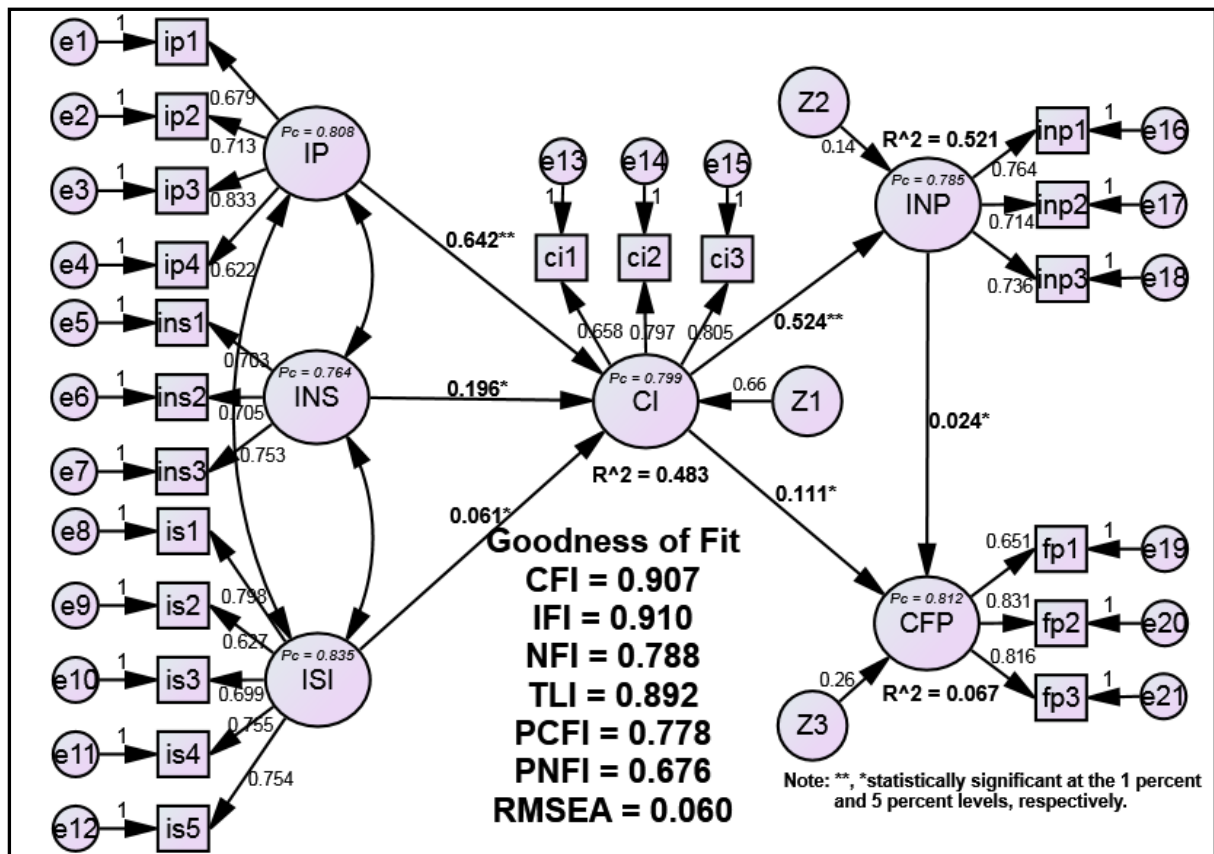 e1
1
ip1
e2
1
ip2
0.679
e3
1
ip3
0.713
e4
1
ip4
0.833
0.622
Pc = 0.808
IP
e5
1
ins1
0.703
e6
1
ins2
0.705
e7
1
ins3
0.753
Pc = 0.764
INS
e8
1
is1
0.798
e9
1
is2
0.627
e10
1
is3
0.699
e11
1
is4
0.755
e12
1
is5
0.754
Pc = 0.835
ISI
0.642**
0.196*
0.061*
e13
e14
e15
1
1
1
ci1
ci2
ci3
0.658
0.797
0.805
Pc = 0.799
CI
R^2 = 0.483
0.66
Z1
0.524**
0.111*
Z2
0.14
R^2 = 0.521
Pc = 0.785
INP
0.764
inp1
1
e16
0.714
inp2
1
e17
0.736
inp3
1
e18
0.024*
Pc = 0.812
CFP
R^2 = 0.067
0.26
Z3
0.651
fp1
1
e19
0.831
fp2
1
e20
0.816
fp3
1
e21
Goodness of Fit
CFI = 0.907
IFI = 0.910
NFI = 0.788
TLI = 0.892
PCFI = 0.778
PNFI = 0.676
RMSEA = 0.060
Note: **, *statistically significant at the 1 percent
and 5 percent levels, respectively.